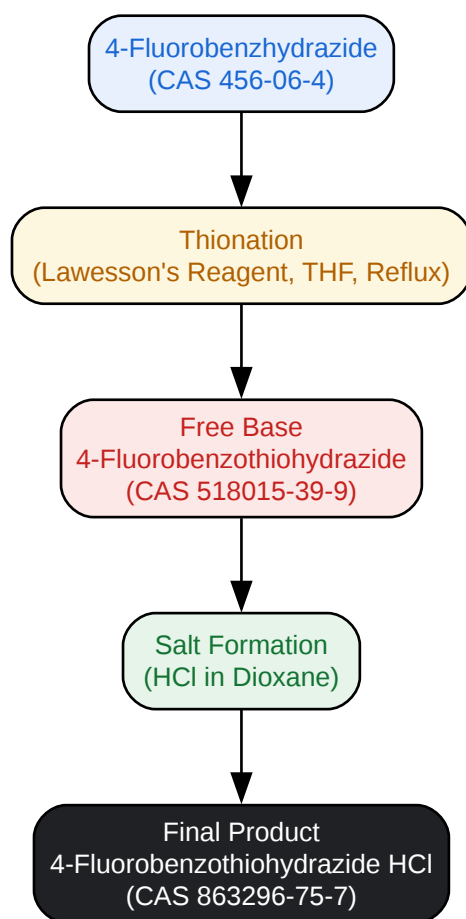 4-Fluorobenzhydrazide
(CAS 456-06-4)
Thionation
(Lawesson's Reagent, THF, Reflux)
Free Base
4-Fluorobenzothiohydrazide
(CAS 518015-39-9)
Salt Formation
(HCl in Dioxane)
Final Product
4-Fluorobenzothiohydrazide HCl
(CAS 863296-75-7)